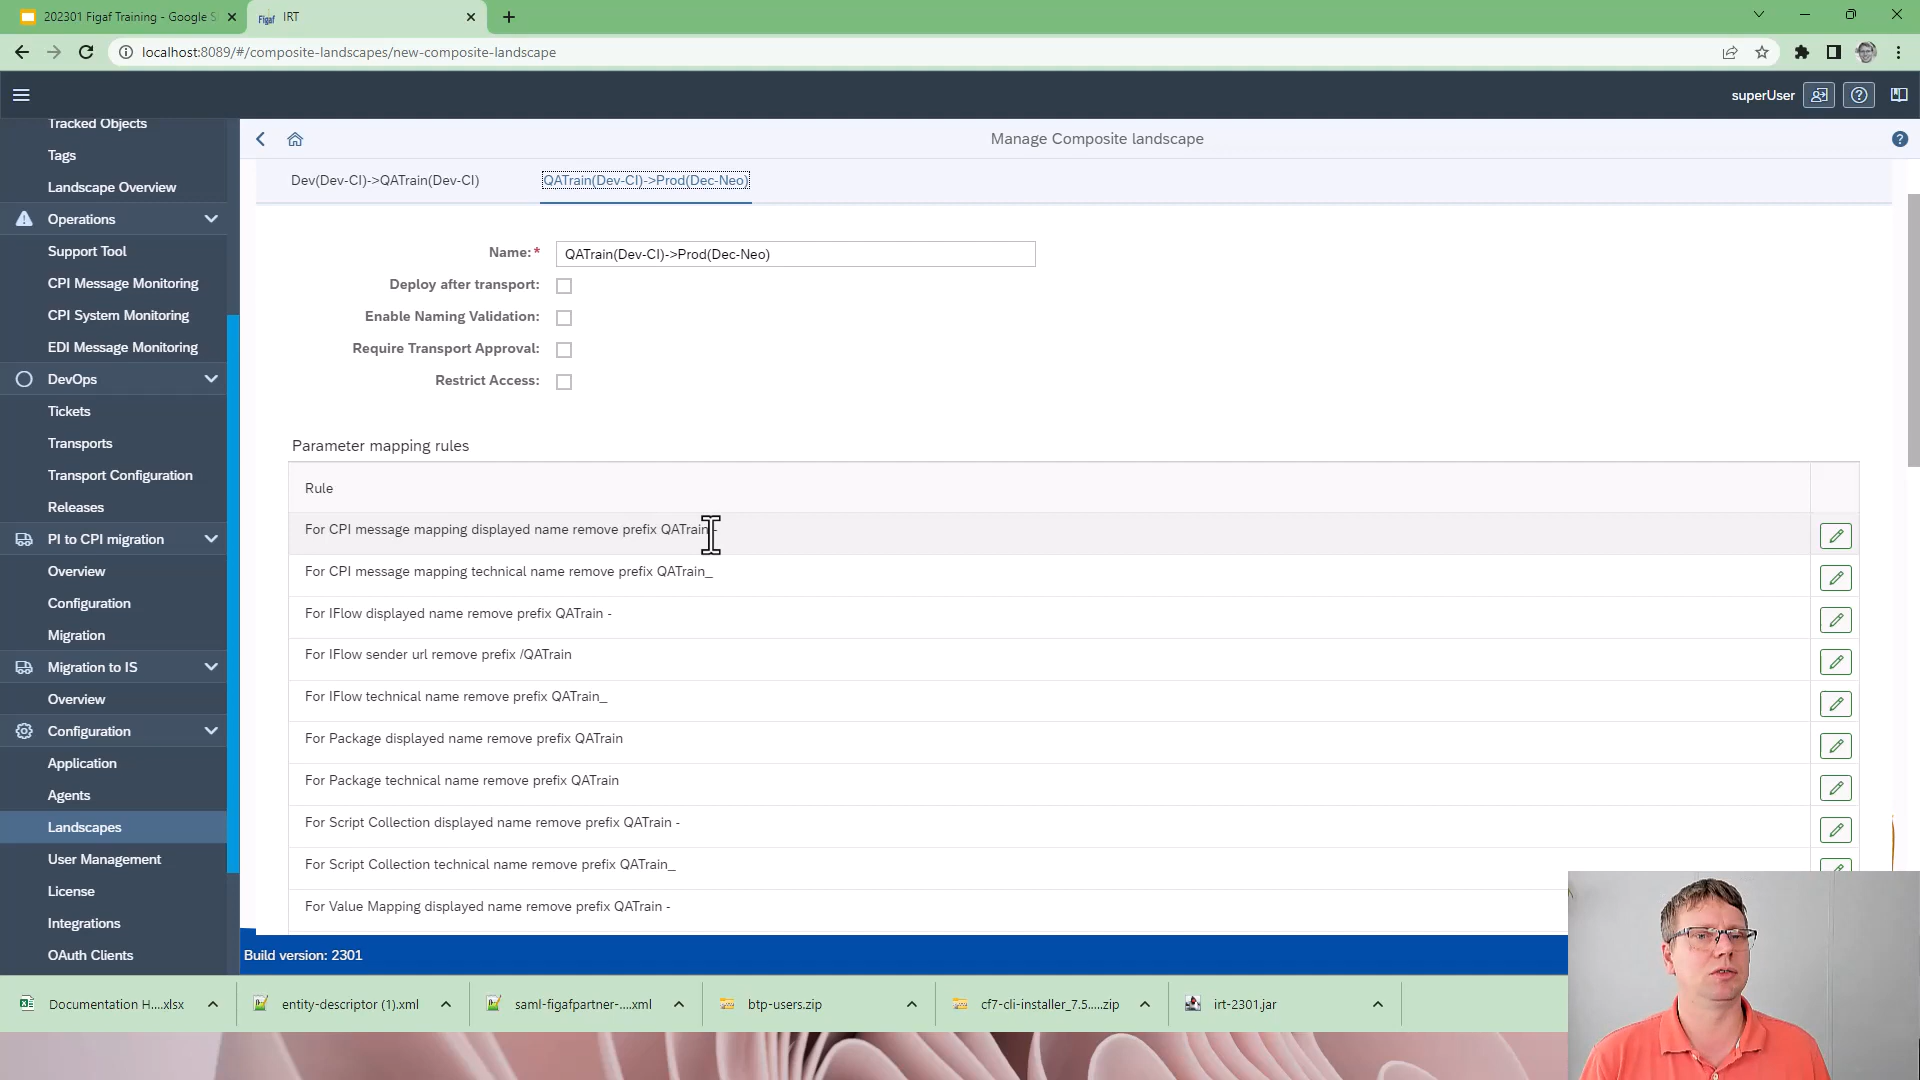 202301 Figaf Training - Google S
IRT
localhost:8089/#/composite-landscapes/new-composite-landscape
superUser
Tracked Objects
Tags
Landscape Overview
Operations
Support Tool
CPI Message Monitoring
CPI System Monitoring
EDI Message Monitoring
DevOps
Tickets
Transports
Transport Configuration
Releases
PI to CPI migration
Overview
Configuration
Migration
Migration to IS
Overview
Configuration
Application
Agents
Landscapes
User Management
License
Integrations
OAuth Clients
Manage Composite landscape
Dev(Dev-CI)->QATrain(Dev-CI)
QATrain(Dev-CI)->Prod(Dec-Neo)
Name:* QATrain(Dev-CI)->Prod(Dec-Neo)
Deploy after transport:
Enable Naming Validation:
Require Transport Approval:
Restrict Access:
Parameter mapping rules
Rule
For CPI message mapping displayed name remove prefix QATrain -
For CPI message mapping technical name remove prefix QATrain_
For IFlow displayed name remove prefix QATrain -
For IFlow sender url remove prefix /QATrain
For IFlow technical name remove prefix QATrain_
For Package displayed name remove prefix QATrain
For Package technical name remove prefix QATrain
For Script Collection displayed name remove prefix QATrain -
For Script Collection technical name remove prefix QATrain_
For Value Mapping displayed name remove prefix QATrain -
Build version: 2301
Documentation H....xlsx
entity-descriptor (1).xml
saml-figafpartner-....xml
btp-users.zip
cf7-cli-installer_7.5.....zip
irt-2301.jar